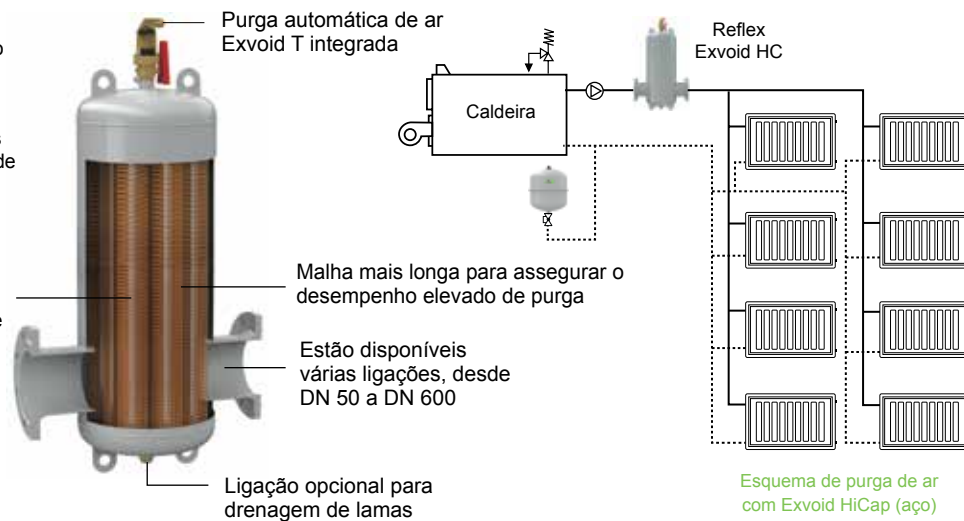 Purga automática de ar
Exvoid T integrada
Malha mais longa para assegurar o
desempenho elevado de purga
Estão disponíveis
várias ligações, desde
DN 50 a DN 600
Ligação opcional para
drenagem de lamas
Reflex
Exvoid HC
Caldeira
Esquema de purga de ar
com Exvoid HiCap (aço)